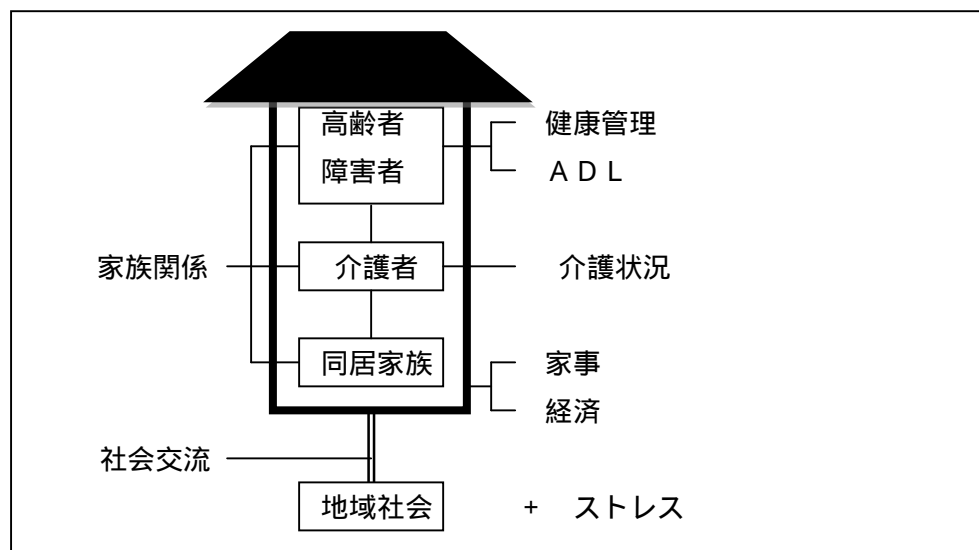 高齢者
障害者
健康管理
ＡＤＬ
家族関係
介護者
介護状況
同居家族
家事
経済
社会交流
地域社会
+ ストレス